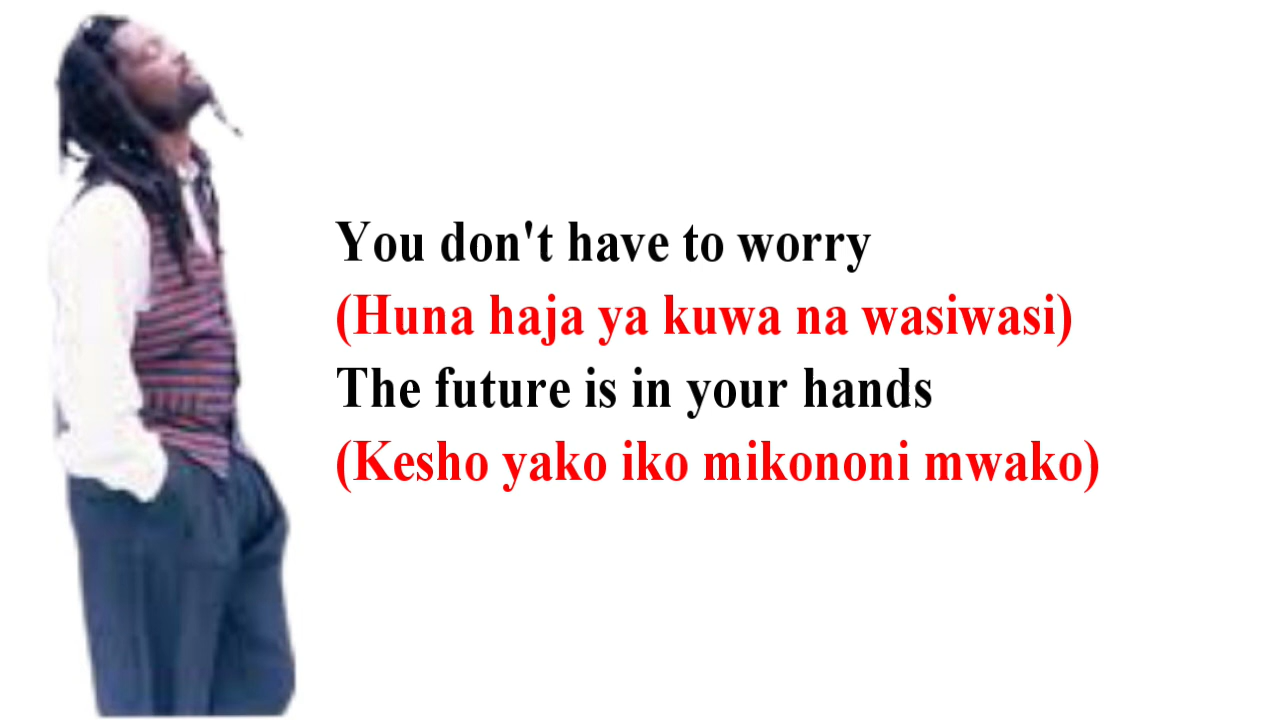 You don't have to worry
(Huna haja ya kuwa na wasiwasi)
The future is in your hands
(Kesho yako iko mikononi mwako)